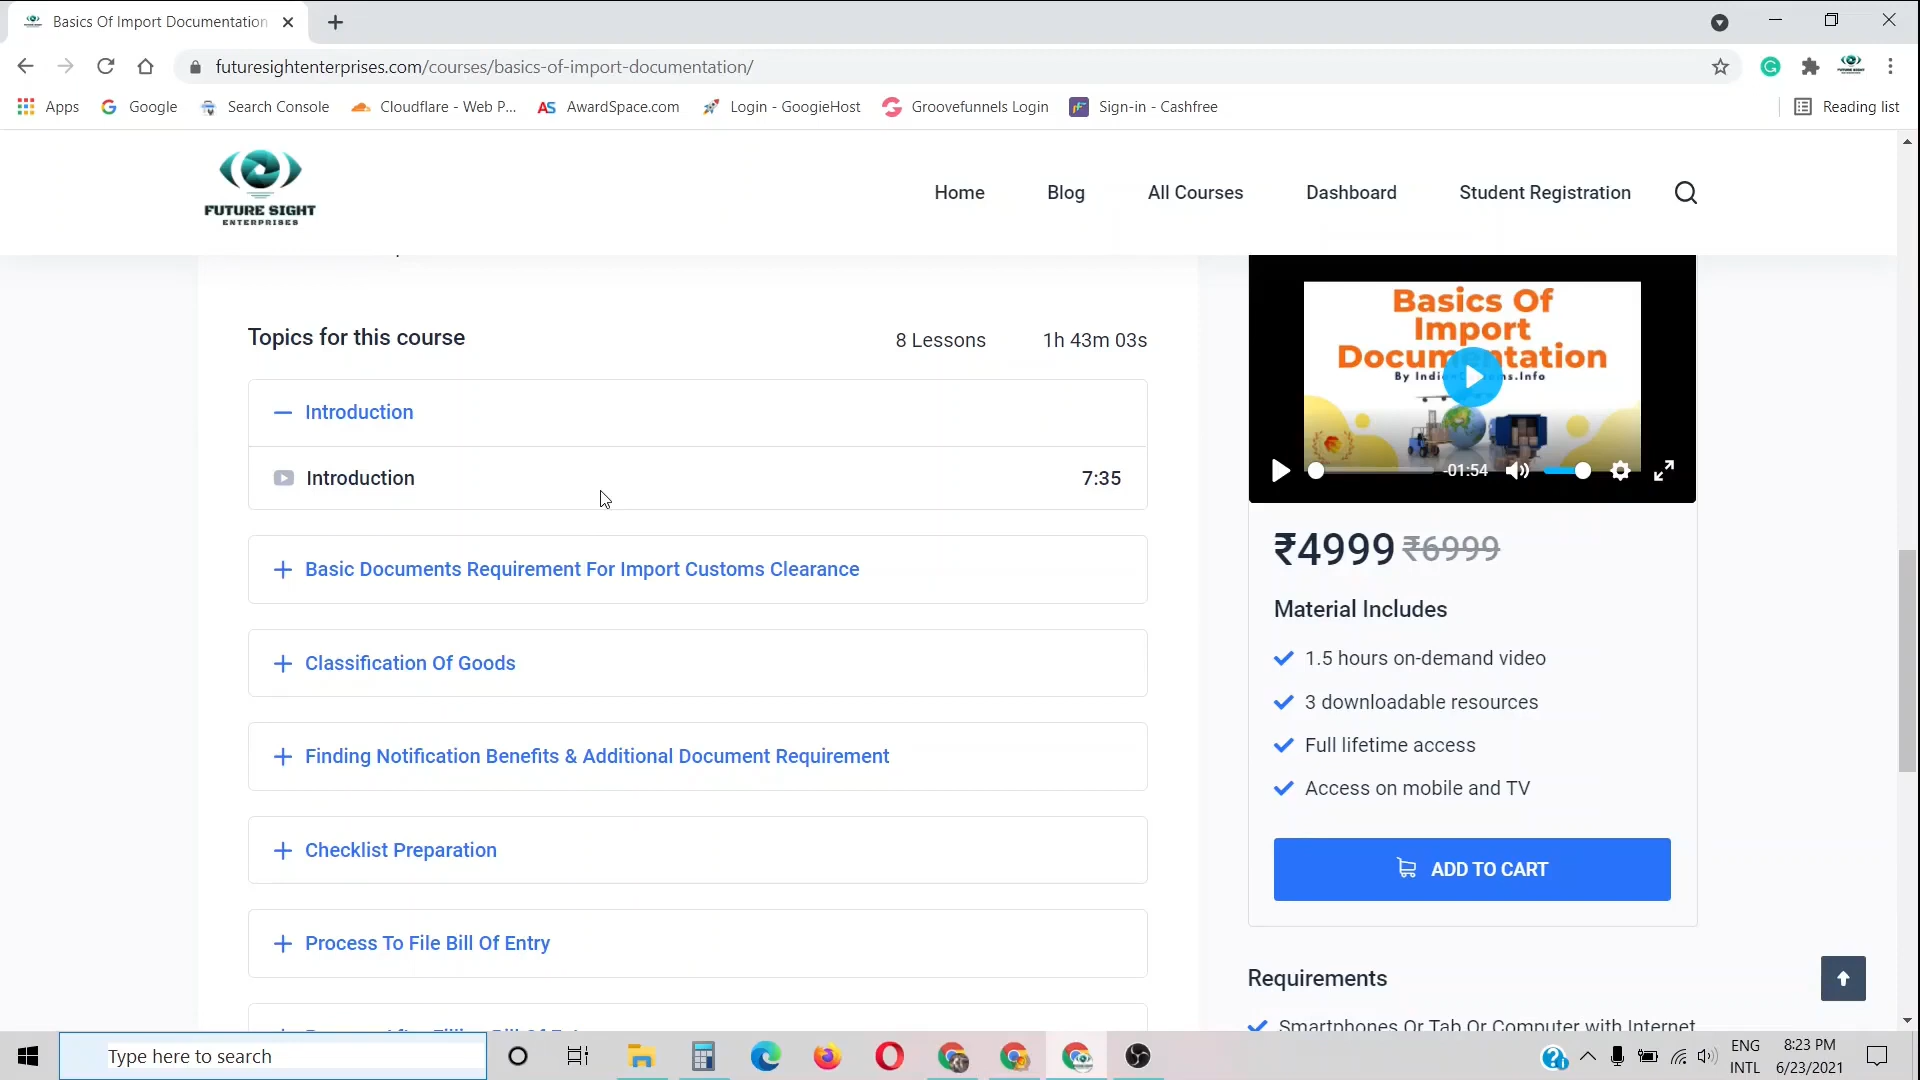 Basics Of Import Documentation
futuresightenterprises.com/courses/basics-of-import-documentation/
Apps
Google
Search Console
Cloudflare - Web P...
AwardSpace.com
Login - GoogieHost
Groovefunnels Login
Sign-in - Cashfree
Reading list
FUTURE SIGHT
ENTERPRISES
Home
Blog
All Courses
Dashboard
Student Registration
Topics for this course
8 Lessons
1h 43m 03s
Introduction
Introduction
7:35
Basic Documents Requirement For Import Customs Clearance
Classification Of Goods
Finding Notification Benefits & Additional Document Requirement
Checklist Preparation
Process To File Bill Of Entry
Basics Of
Import
Documentation
-01:54
₹4999 ₹6999
Material Includes
1.5 hours on-demand video
3 downloadable resources
Full lifetime access
Access on mobile and TV
ADD TO CART
Requirements
Smartphones Or Tab Or Computer with Internet
Type here to search
ENG
INTL
8:23 PM
6/23/2021